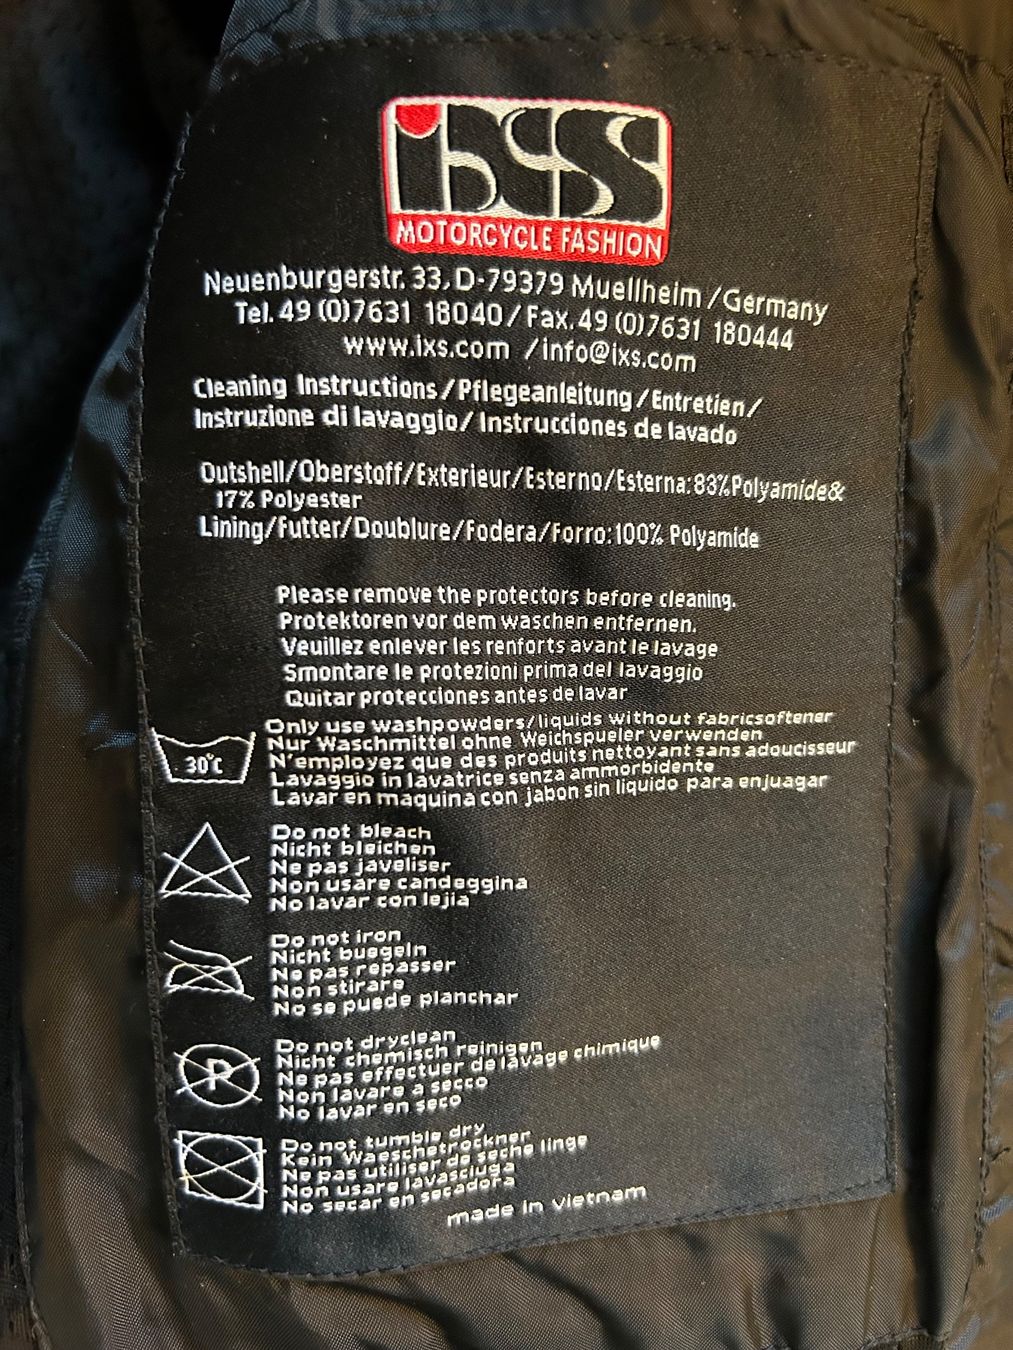 ixs
MOTORCYCLE FASHION
Neuenburgerstr. 33, D-79379 Muellheim /Germany
Tel. 49 (0)7631 18040/ Fax. 49 (0)7631 180444
www.ixs.com /info@ixs.com
Cleaning Instructions/Pflegeanleitung/Entretien/
Instruzione di lavaggio/ Instrucciones de lavado
Outshell/Oberstoff/Exterieur/Esterno/Esterna:83%Polyamide&
17% Polyester
Lining/Futter/Doublure/Fodera/Forro:100% Polyamide
Please remove the protectors before cleaning.
Protektoren vor dem waschen entfernen.
Veuillez enlever les renforts avant le lavage
Smontare le protezioni prima del lavaggio
Quitar protecciones antes de lavar
30°c
Only use washpowders/liquids without fabricsoftener
Nur Waschmittel ohne Weichspueler verwenden
N'employez que des produits nettoyant sans adoucisseur
Lavaggio in lavatrice senza ammorbidente
Lavar en maquina con jabon sin liquido para enjuagar
Do not bleach
Nicht bleichen
Ne pas javeliser
Non usare candeggina
No lavar con lejia
Do not iron
Nicht buegeln
Ne pas repasser
Non stirare
No se puede planchar
P
Do not dryclean
Nicht chemisch reinigen
Ne pas effectuer de lavage chimique
Non lavare a secco
No lavar en seco
Do not tumble dry
Kein Waeschetrockner
Ne pas utiliser de seche linge
Non usare lavasciuga
No secar en secadora
made in vietnam